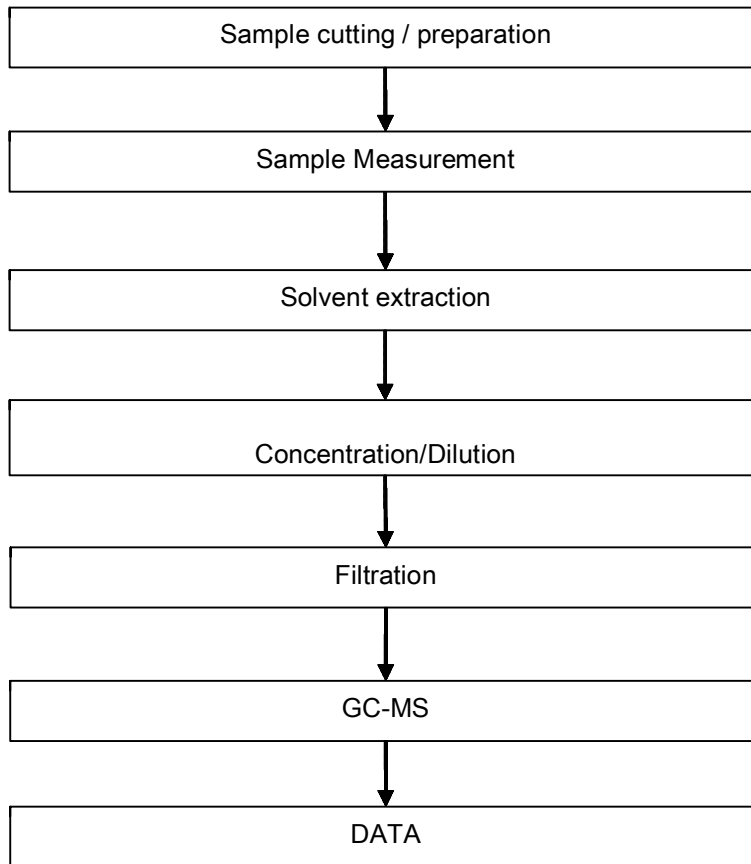 Sample cutting / preparation
Sample Measurement
Solvent extraction
Concentration/Dilution
Filtration
GC-MS
DATA